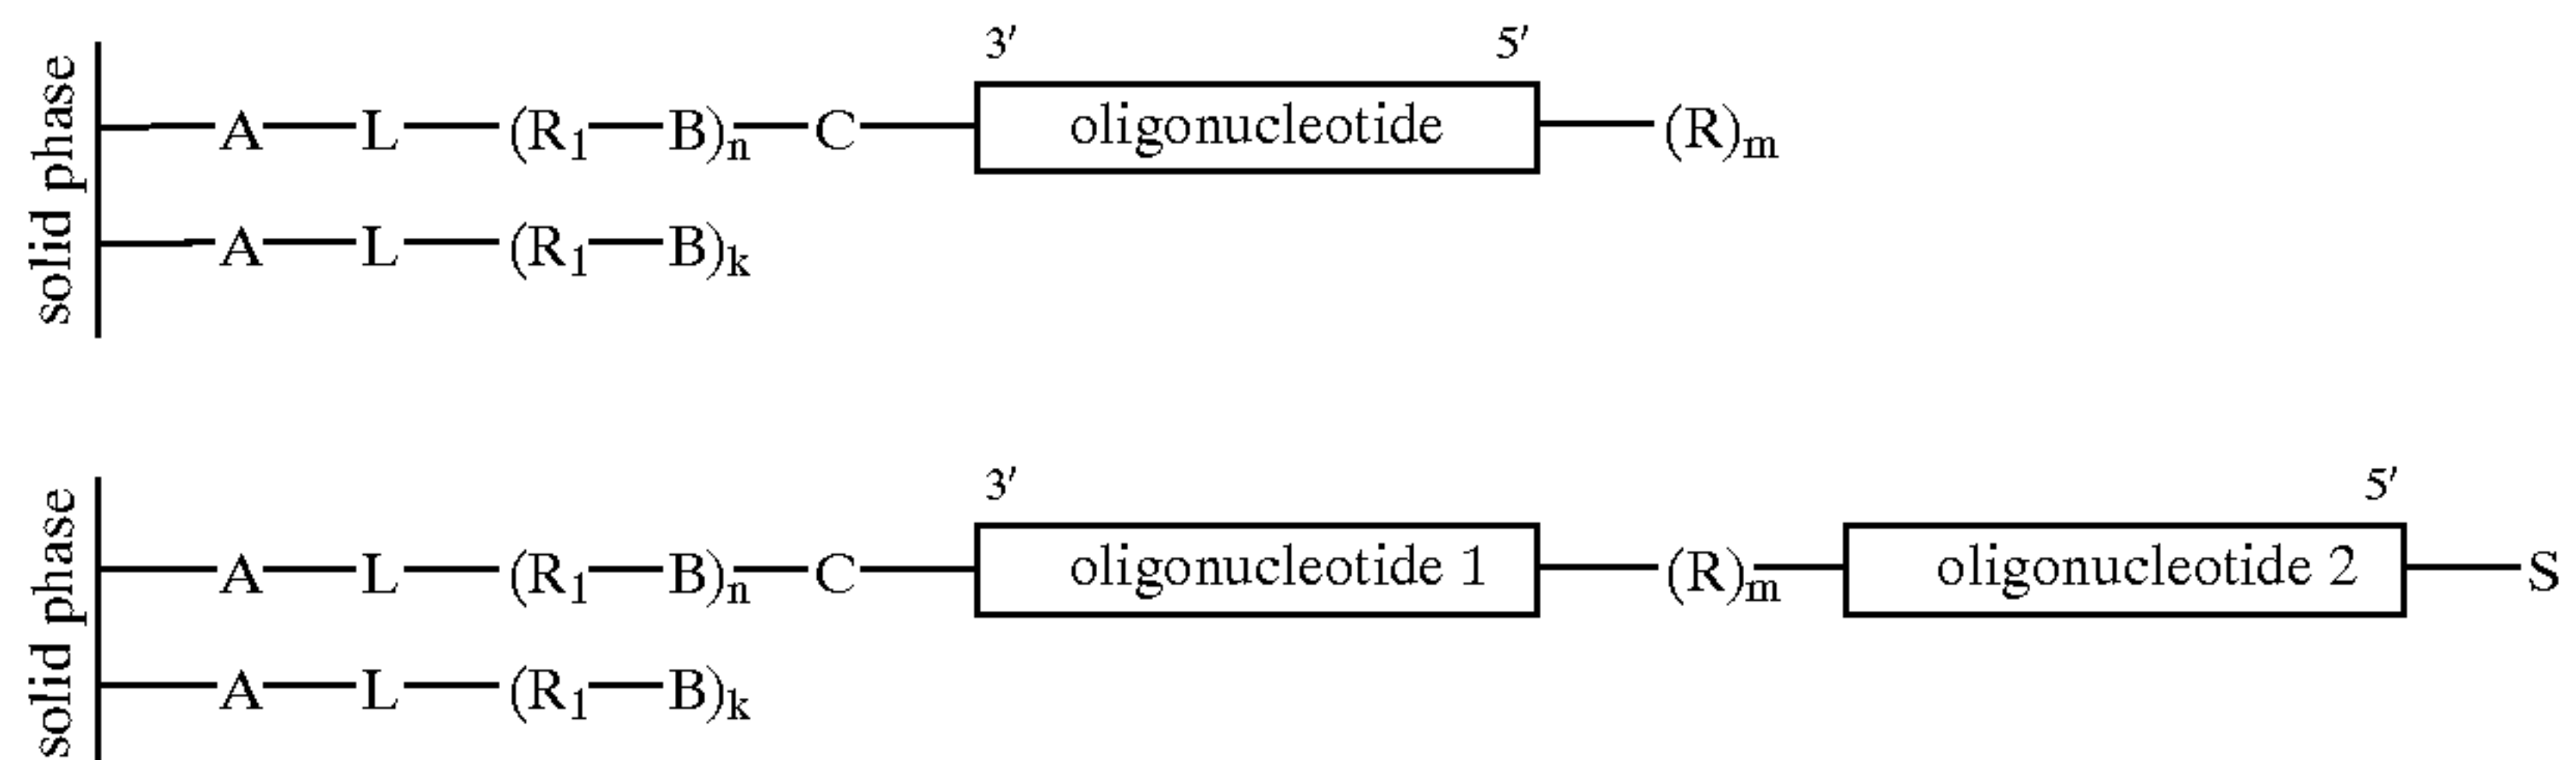 3′ 5′
solid phase
A L (R₁ B)ₙ C oligonucleotide (R)ₘ
A L (R₁ B)ₖ
3′ 5′
solid phase
A L (R₁ B)ₙ C oligonucleotide 1 (R)ₘ oligonucleotide 2 S
A L (R₁ B)ₖ